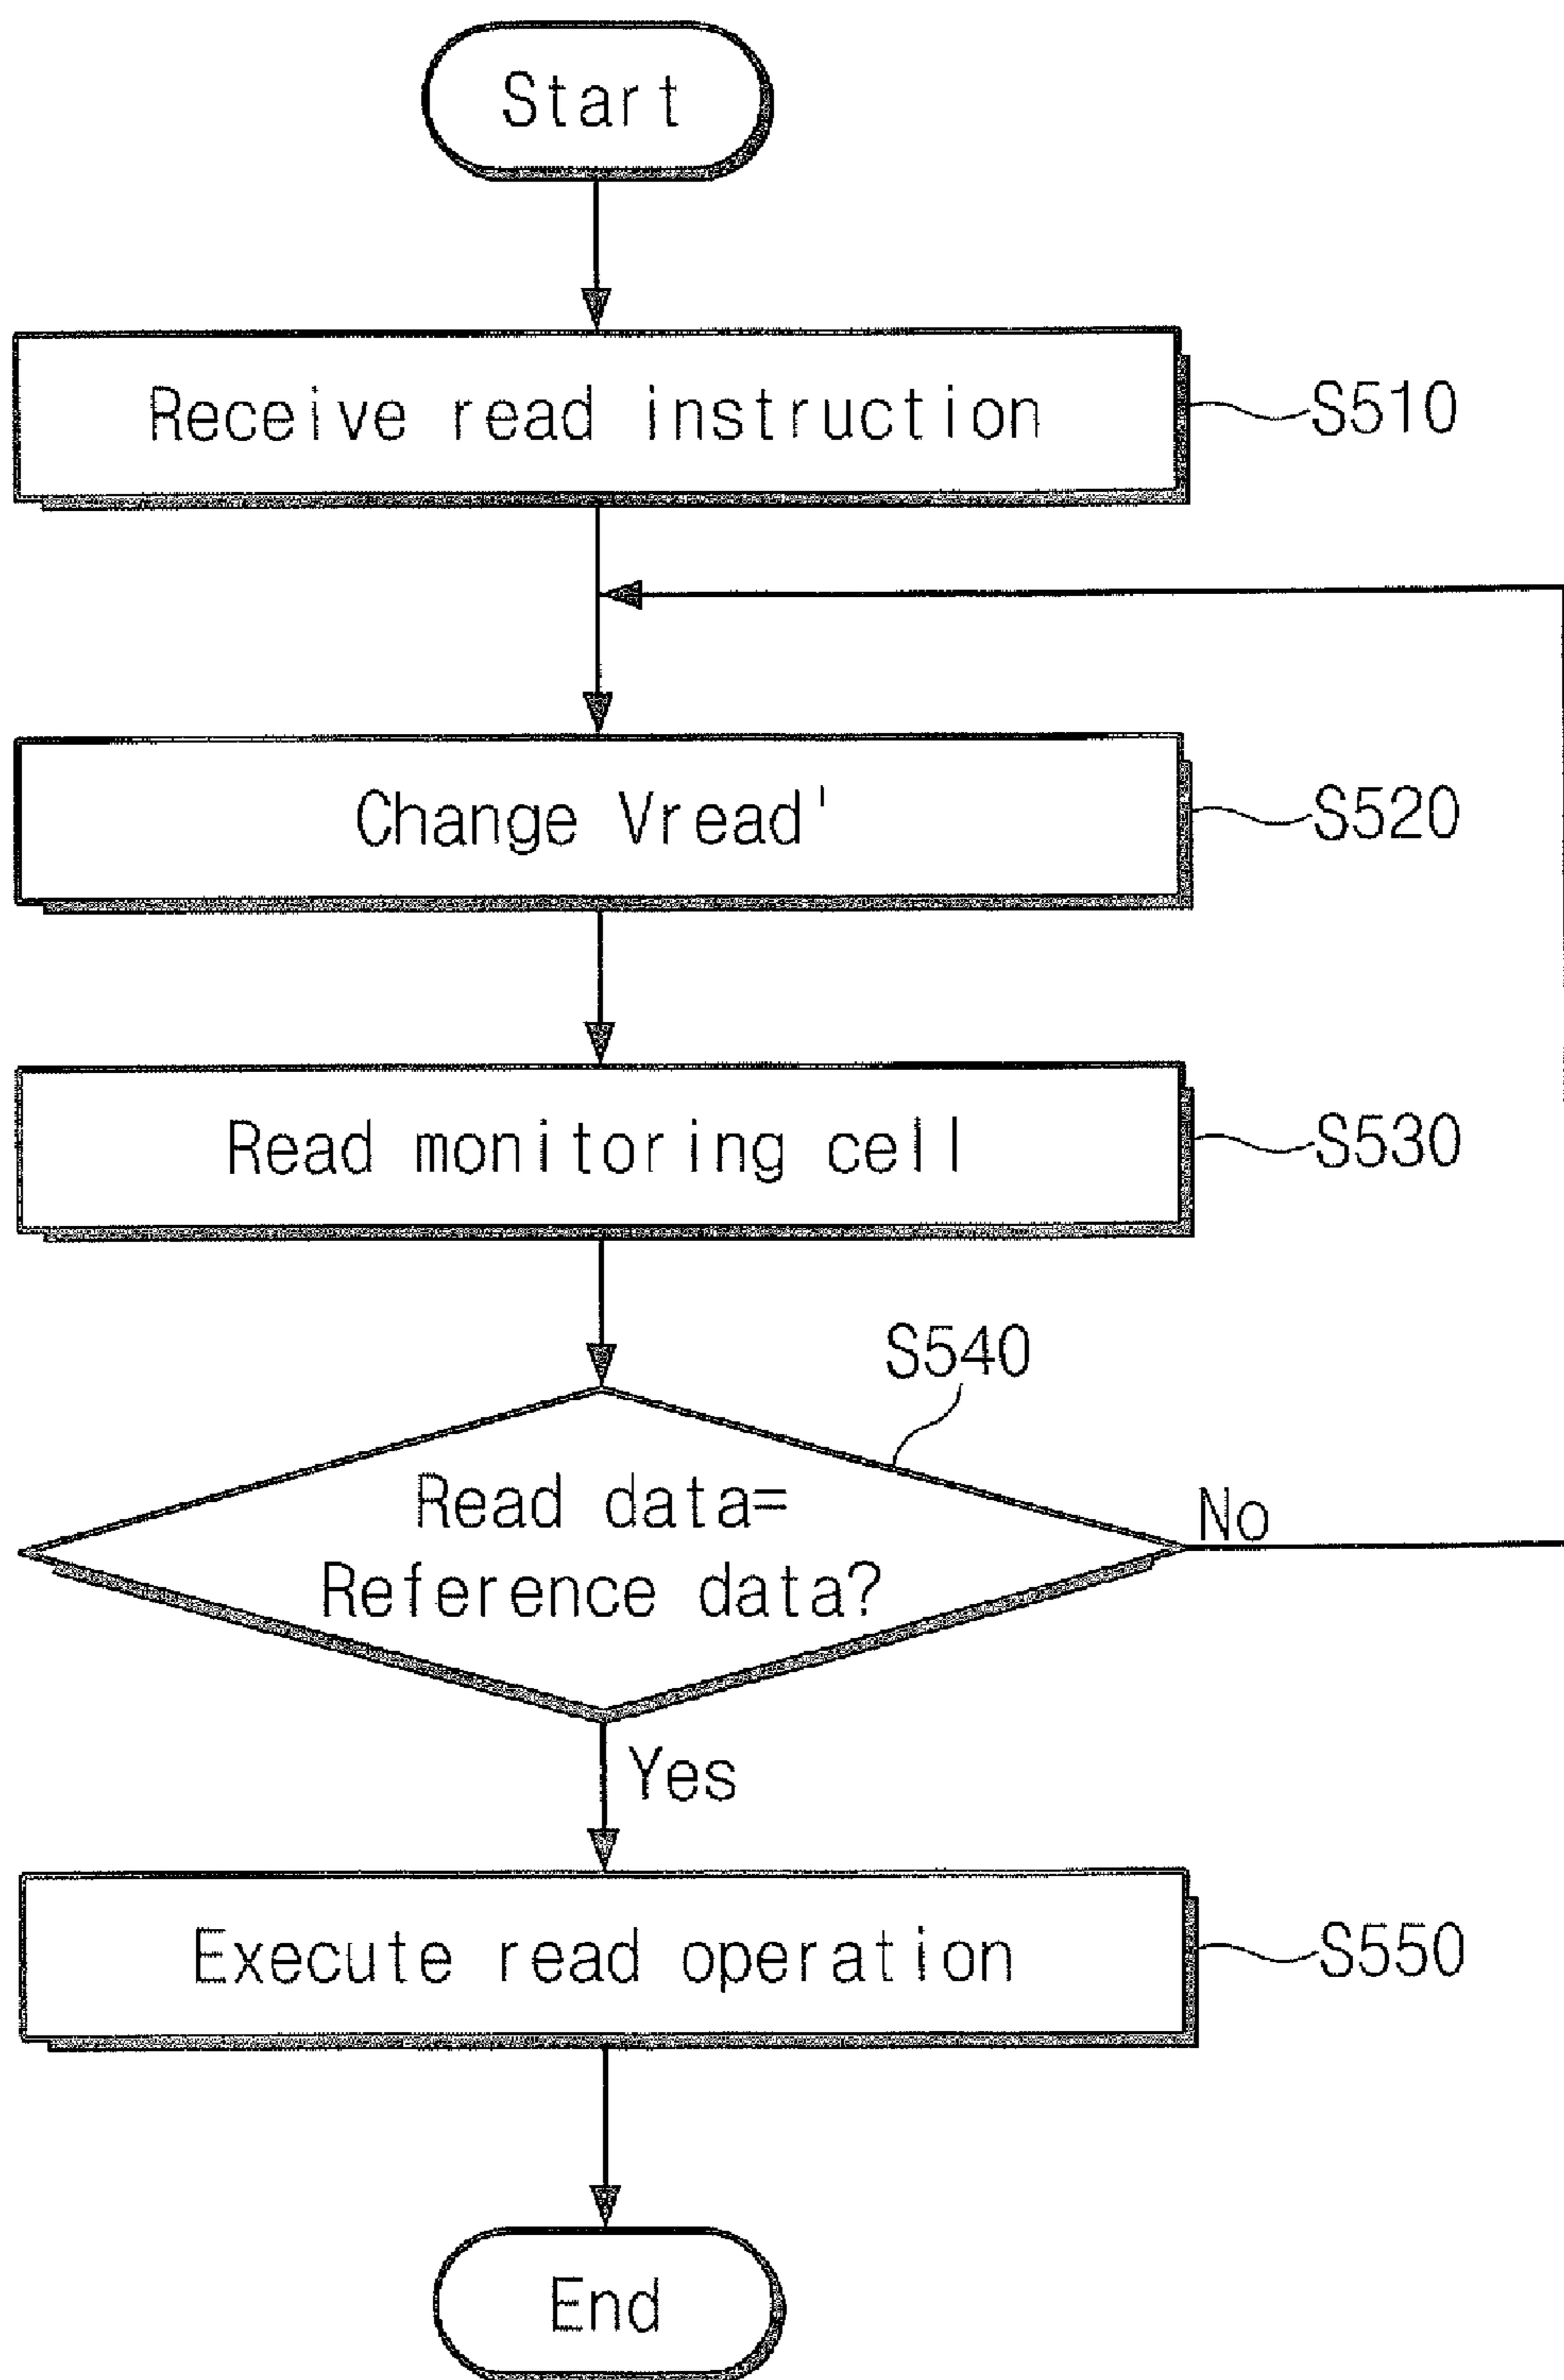 Start
Receive read instruction
S510
Change Vread'
S520
Read monitoring cell
S530
S540
Read data=
Reference data?
No
Yes
Execute read operation
S550
End